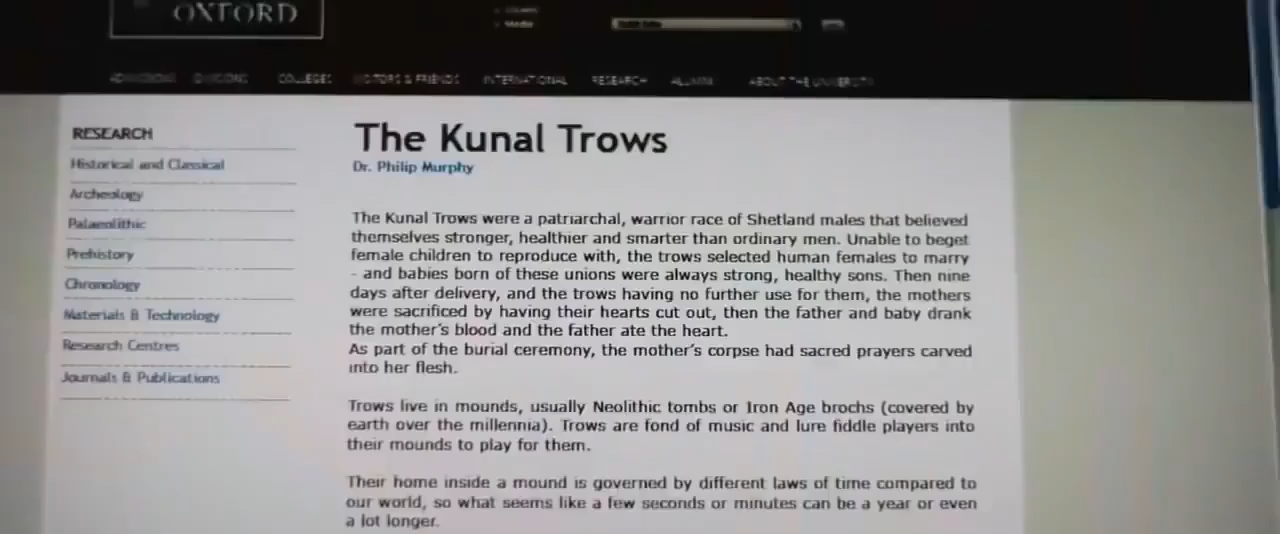 OXFORD
COLLEGES VISITORS & FRIENDS INTERNATIONAL RESEARCH ALUMNI ABOUT THE UNIVERSITY
RESEARCH
Historical and Classical
Archeology
Palaeolithic
Prehistory
Chronology
Materials & Technology
Research Centres
Journals & Publications
The Kunal Trows
Dr. Philip Murphy
The Kunal Trows were a patriarchal, warrior race of Shetland males that believed
themselves stronger, healthier and smarter than ordinary men. Unable to beget
female children to reproduce with, the trows selected human females to marry
- and babies born of these unions were always strong, healthy sons. Then nine
days after delivery, and the trows having no further use for them, the mothers
were sacrificed by having their hearts cut out, then the father and baby drank
the mother's blood and the father ate the heart.
As part of the burial ceremony, the mother's corpse had sacred prayers carved
into her flesh.
Trows live in mounds, usually Neolithic tombs or Iron Age brochs (covered by
earth over the millennia). Trows are fond of music and lure fiddle players into
their mounds to play for them.
Their home inside a mound is governed by different laws of time compared to
our world, so what seems like a few seconds or minutes can be a year or even
a lot longer.